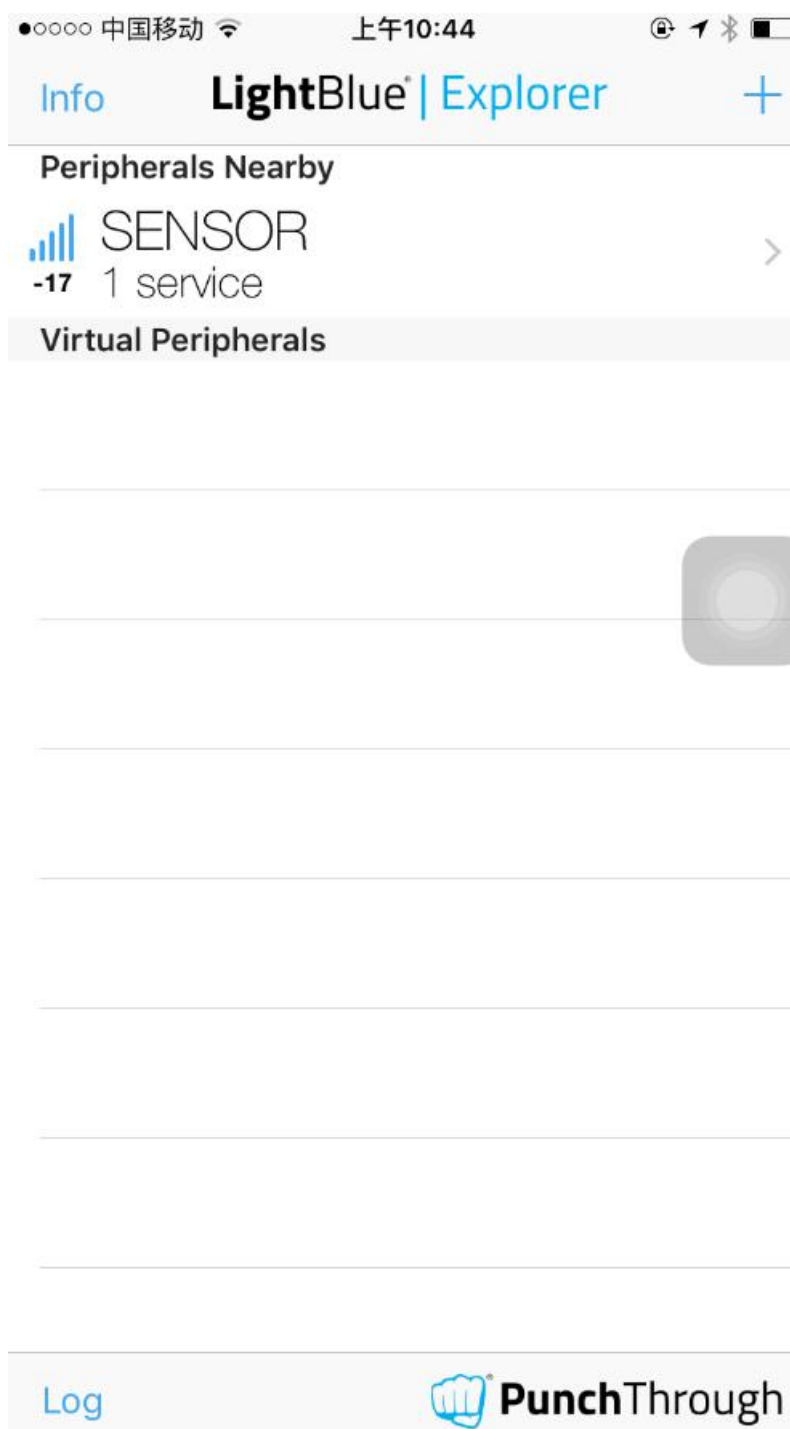 中国移动 上午10:44
Info LightBlue® | Explorer +
Peripherals Nearby
SENSOR
-17 1 service
Virtual Peripherals
Log PunchThrough